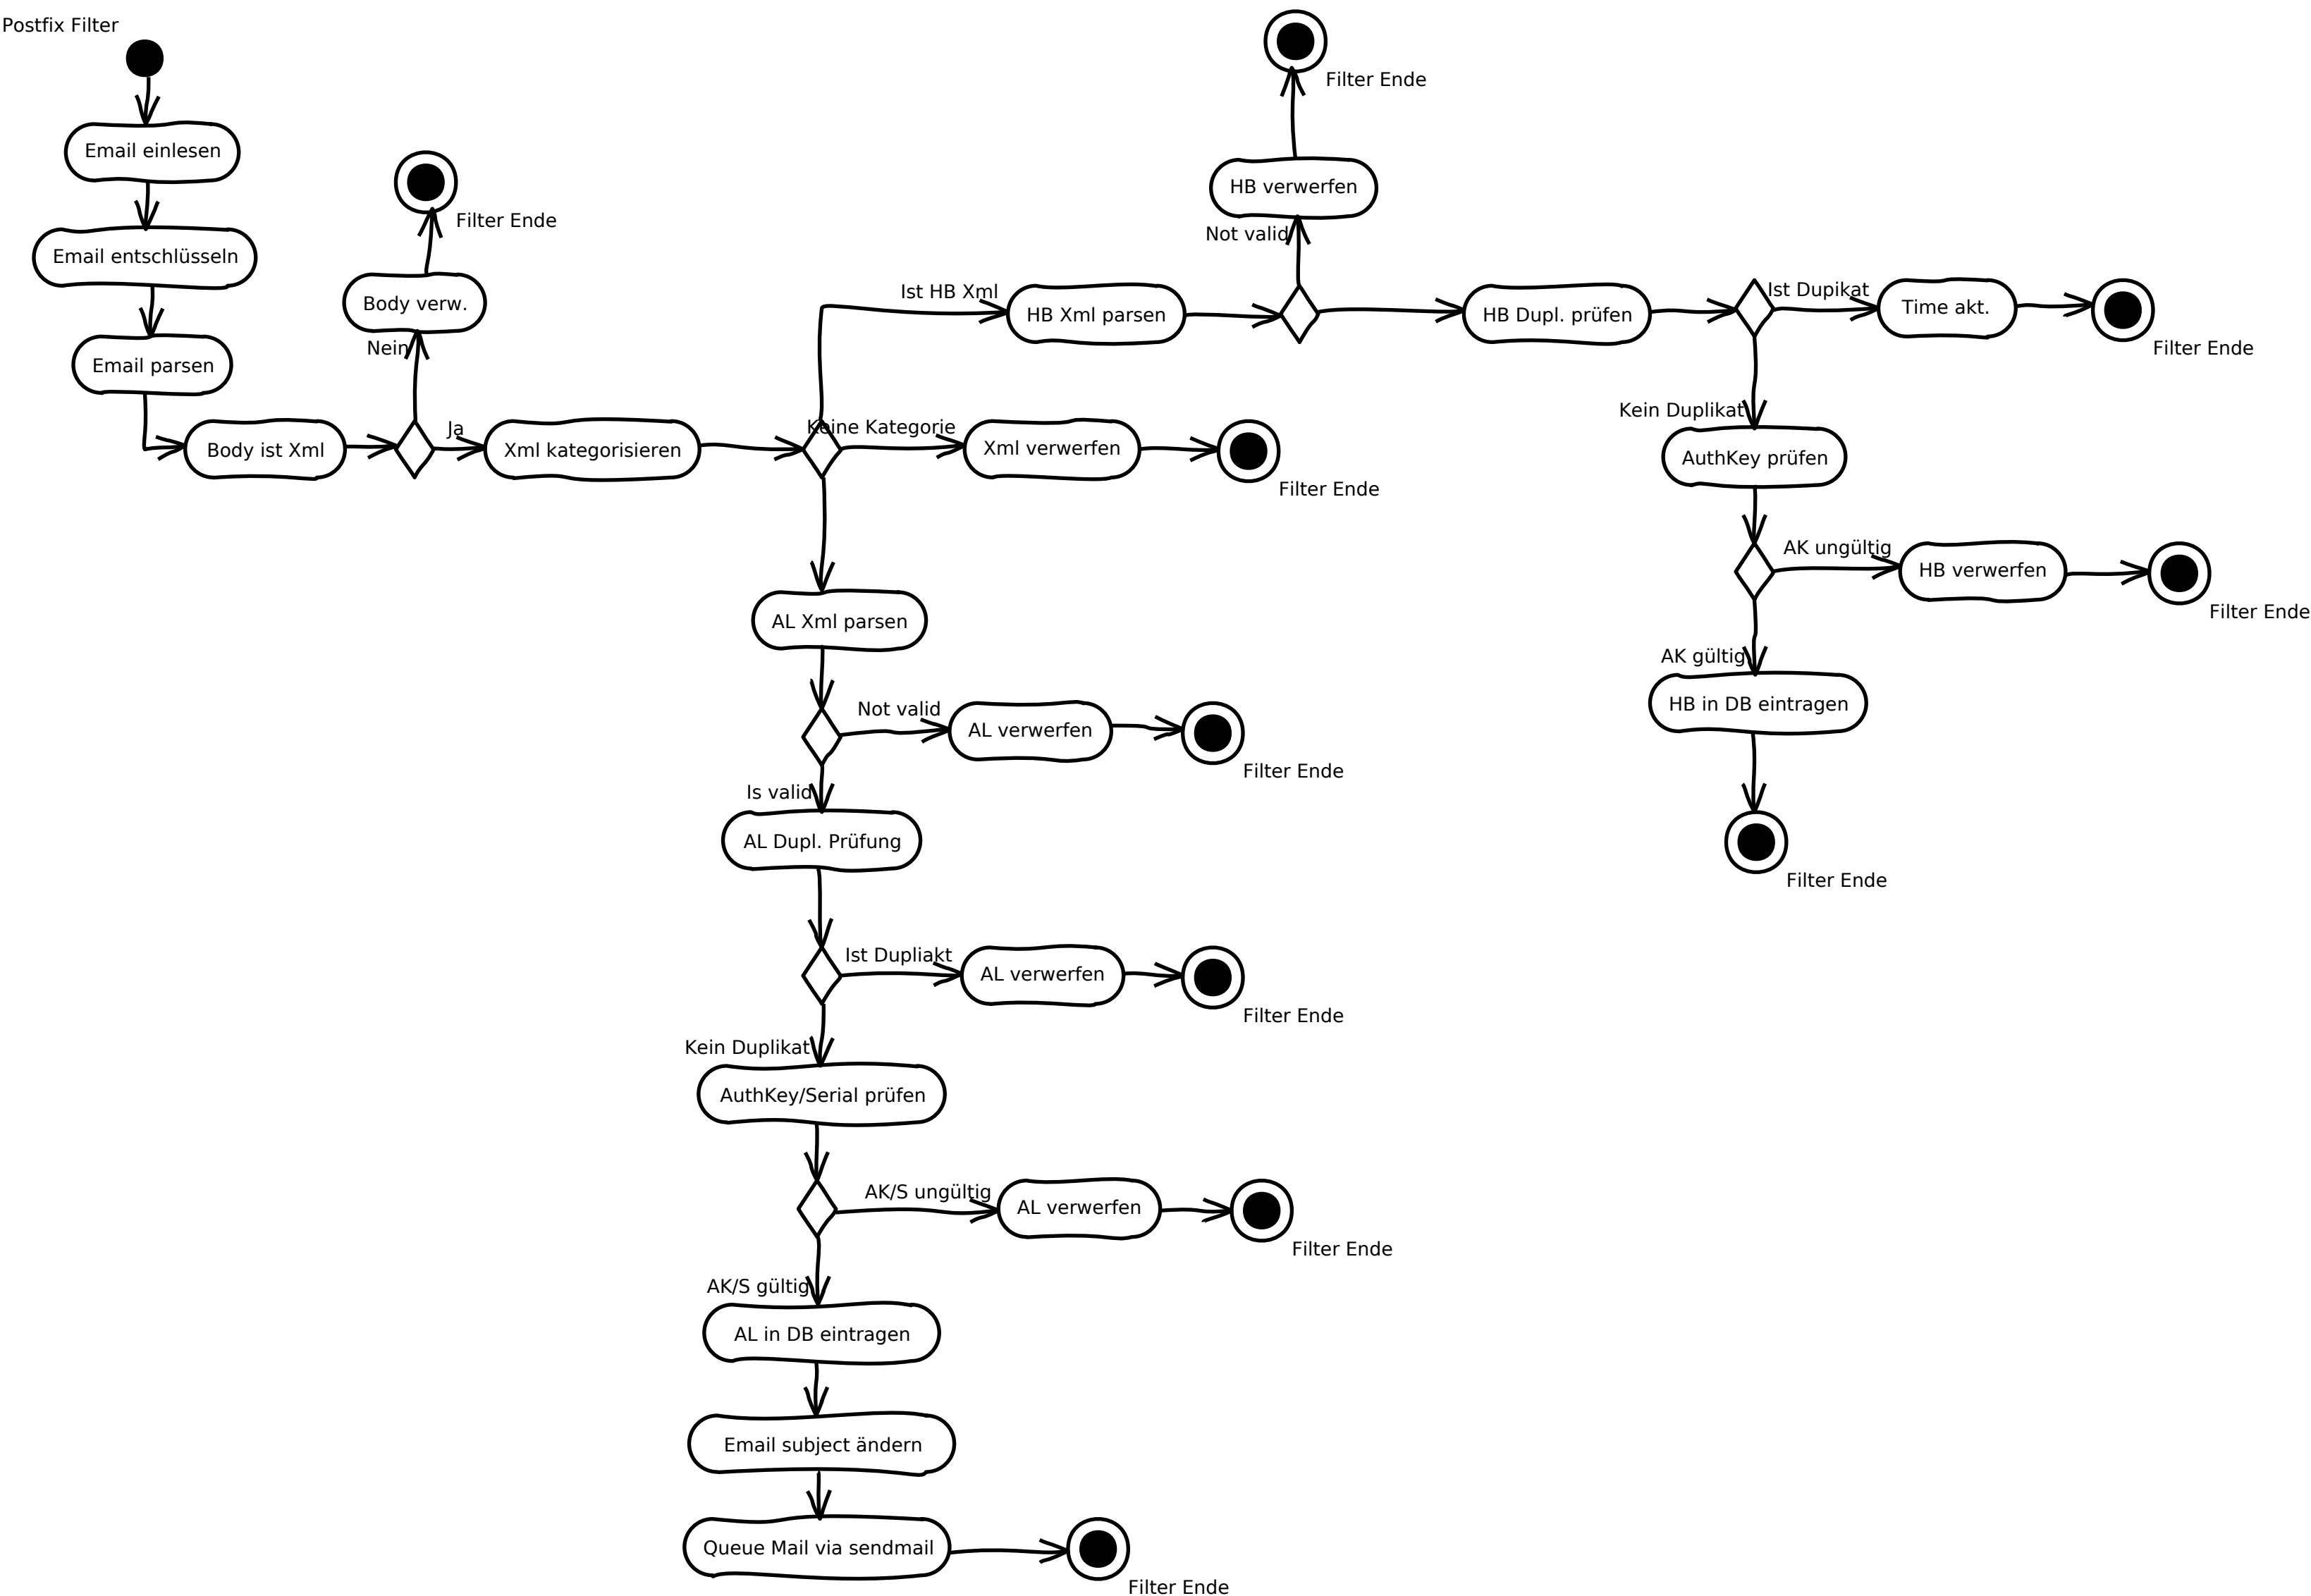 Postfix Filter
Email einlesen
Email entschlüsseln
Email parsen
Body ist Xml
Nein
Body verw.
Filter Ende
Ja
Xml kategorisieren
Ist HB Xml
HB Xml parsen
Not valid
HB verwerfen
Filter Ende
HB Dupl. prüfen
Ist Dupikat
Time akt.
Filter Ende
Kein Duplikat
AuthKey prüfen
AK ungültig
HB verwerfen
Filter Ende
AK gültig
HB in DB eintragen
Filter Ende
Keine Kategorie
Xml verwerfen
Filter Ende
AL Xml parsen
Not valid
AL verwerfen
Filter Ende
Is valid
AL Dupl. Prüfung
Ist Dupliakt
AL verwerfen
Filter Ende
Kein Duplikat
AuthKey/Serial prüfen
AK/S ungültig
AL verwerfen
Filter Ende
AK/S gültig
AL in DB eintragen
Email subject ändern
Queue Mail via sendmail
Filter Ende